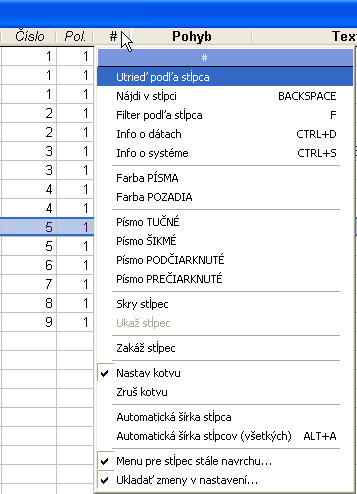 Číslo Pol. # Pohyb Tex
1 1 #
1 1 Utrieď podľa stĺpca
1 1 Nájdi v stĺpci BACKSPACE
2 1 Filter podľa stĺpca F
2 1 Info o dátach CTRL+D
3 1 Info o systéme CTRL+S
3 1 Farba PÍSMA
4 1 Farba POZADIA
4 1 Písmo TUČNÉ
5 1 Písmo ŠIKMÉ
5 1 Písmo PODČIARKNUTÉ
6 1 Písmo PREČIARKNUTÉ
7 1
8 1 Skry stĺpec
9 1 Ukaž stĺpec
Zakáž stĺpec
Nastav kotvu
Zruš kotvu
Automatická šírka stĺpca
Automatická šírka stĺpcov (všetkých) ALT+A
Menu pre stĺpec stále navrchu...
Ukladať zmeny v nastavení...